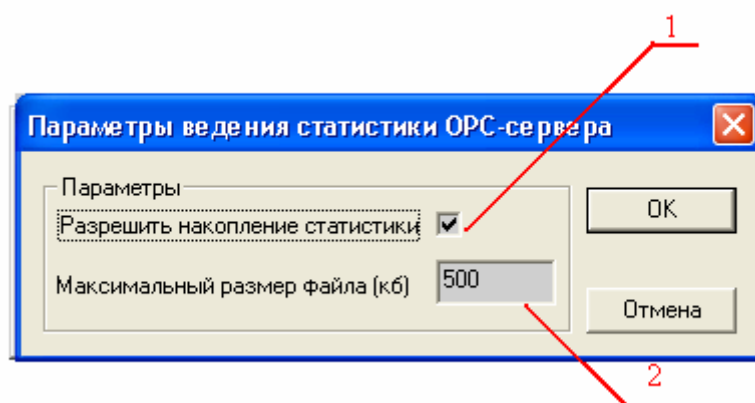 1
Параметры ведения статистики OPC-сервера
Параметры
Разрешить накопление статистики
OK
Максимальный размер файла (кб)
500
Отмена
2